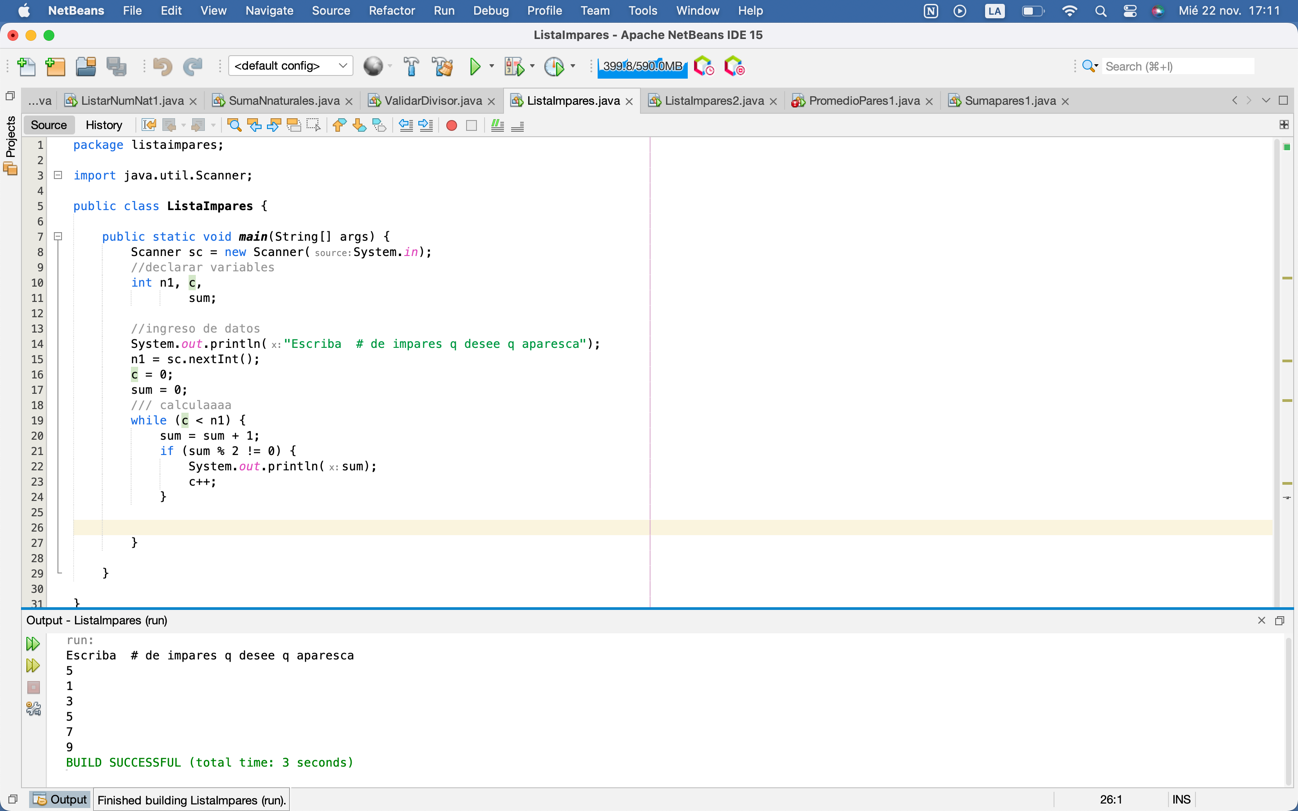 NetBeans File Edit View Navigate Source Refactor Run Debug Profile Team Tools Window Help LA Mié 22 nov. 17:11
ListaImpares - Apache NetBeans IDE 15
<default config> 399.8/590.0MB Search (⌘+I)
...va ListarNumNat1.java SumaNnaturales.java ValidarDivisor.java ListaImpares.java ListaImpares2.java PromedioPares1.java Sumapares1.java
Projects
Source History
1 package listaimpares;
2
3 import java.util.Scanner;
4
5 public class ListaImpares {
6
7 public static void main(String[] args) {
8 Scanner sc = new Scanner( source: System.in);
9 //declarar variables
10 int n1, c,
11 sum;
12
13 //ingreso de datos
14 System.out.println( x: "Escriba  # de impares q desee q aparesca");
15 n1 = sc.nextInt();
16 c = 0;
17 sum = 0;
18 /// calculaaaa
19 while (c < n1) {
20 sum = sum + 1;
21 if (sum % 2 != 0) {
22 System.out.println( x: sum);
23 c++;
24 }
25
26
27 }
28
29 }
30
31 }
Output - ListaImpares (run)
run:
Escriba  # de impares q desee q aparesca
5
1
3
5
7
9
BUILD SUCCESSFUL (total time: 3 seconds)
Output Finished building ListaImpares (run). 26:1 INS